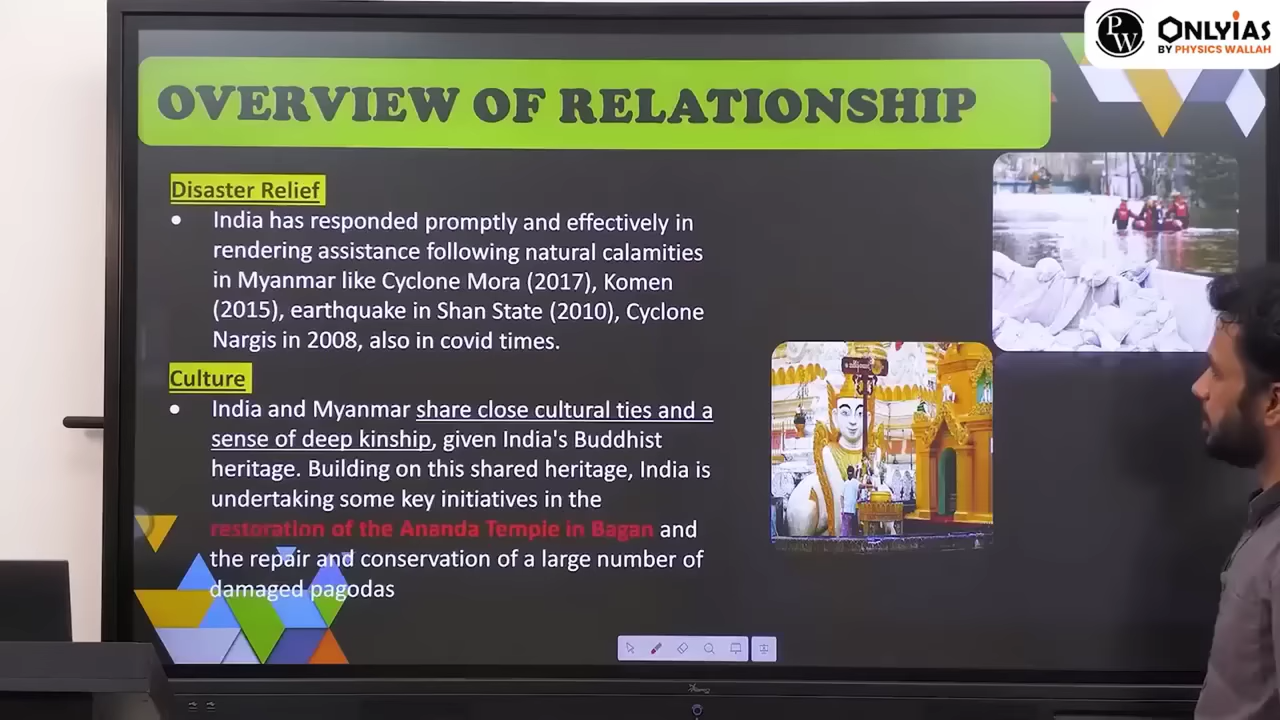 PW
ONLYIAS
BY PHYSICS WALLAH
OVERVIEW OF RELATIONSHIP
Disaster Relief
• India has responded promptly and effectively in
rendering assistance following natural calamities
in Myanmar like Cyclone Mora (2017), Komen
(2015), earthquake in Shan State (2010), Cyclone
Nargis in 2008, also in covid times.
Culture
• India and Myanmar share close cultural ties and a
sense of deep kinship, given India's Buddhist
heritage. Building on this shared heritage, India is
undertaking some key initiatives in the
restoration of the Ananda Temple in Bagan and
the repair and conservation of a large number of
damaged pagodas